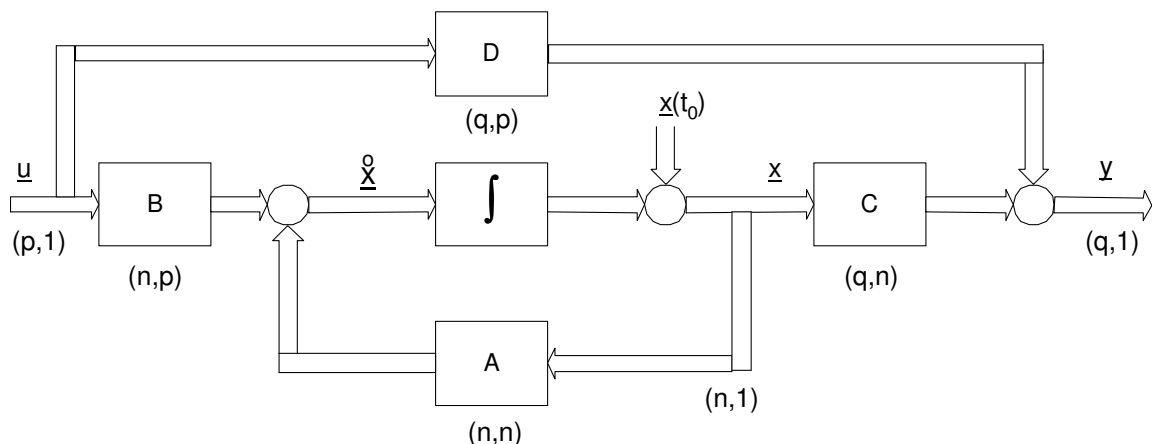 D
(q,p)
x(t₀)
u
B
x̊
∫
x
C
y
(p,1)
(n,p)
(q,n)
(q,1)
A
(n,1)
(n,n)